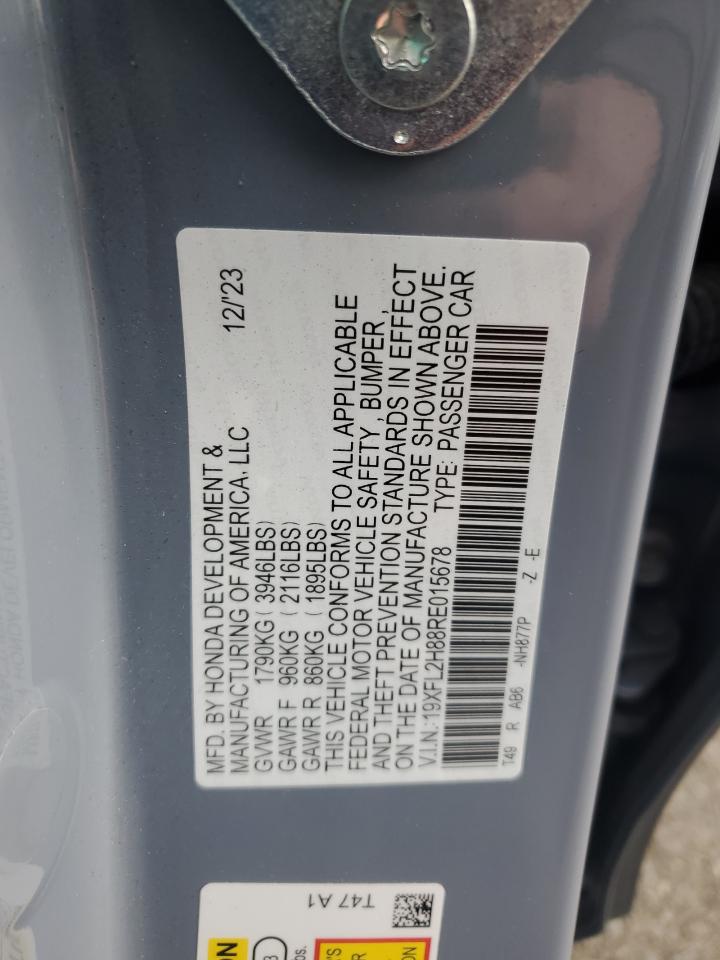 MFD. BY HONDA DEVELOPMENT &
MANUFACTURING OF AMERICA, LLC 12/'23
GVWR 1790KG ( 3946LBS)
GAWR F 960KG ( 2116LBS)
GAWR R 860KG ( 1895LBS)
THIS VEHICLE CONFORMS TO ALL APPLICABLE
FEDERAL MOTOR VEHICLE SAFETY , BUMPER ,
AND THEFT PREVENTION STANDARDS IN EFFECT
ON THE DATE OF MANUFACTURE SHOWN ABOVE.
V.I.N.:19XFL2H88RE015678 TYPE: PASSENGER CAR
T49 R AB6 -NH877P -Z -E
T47 A1